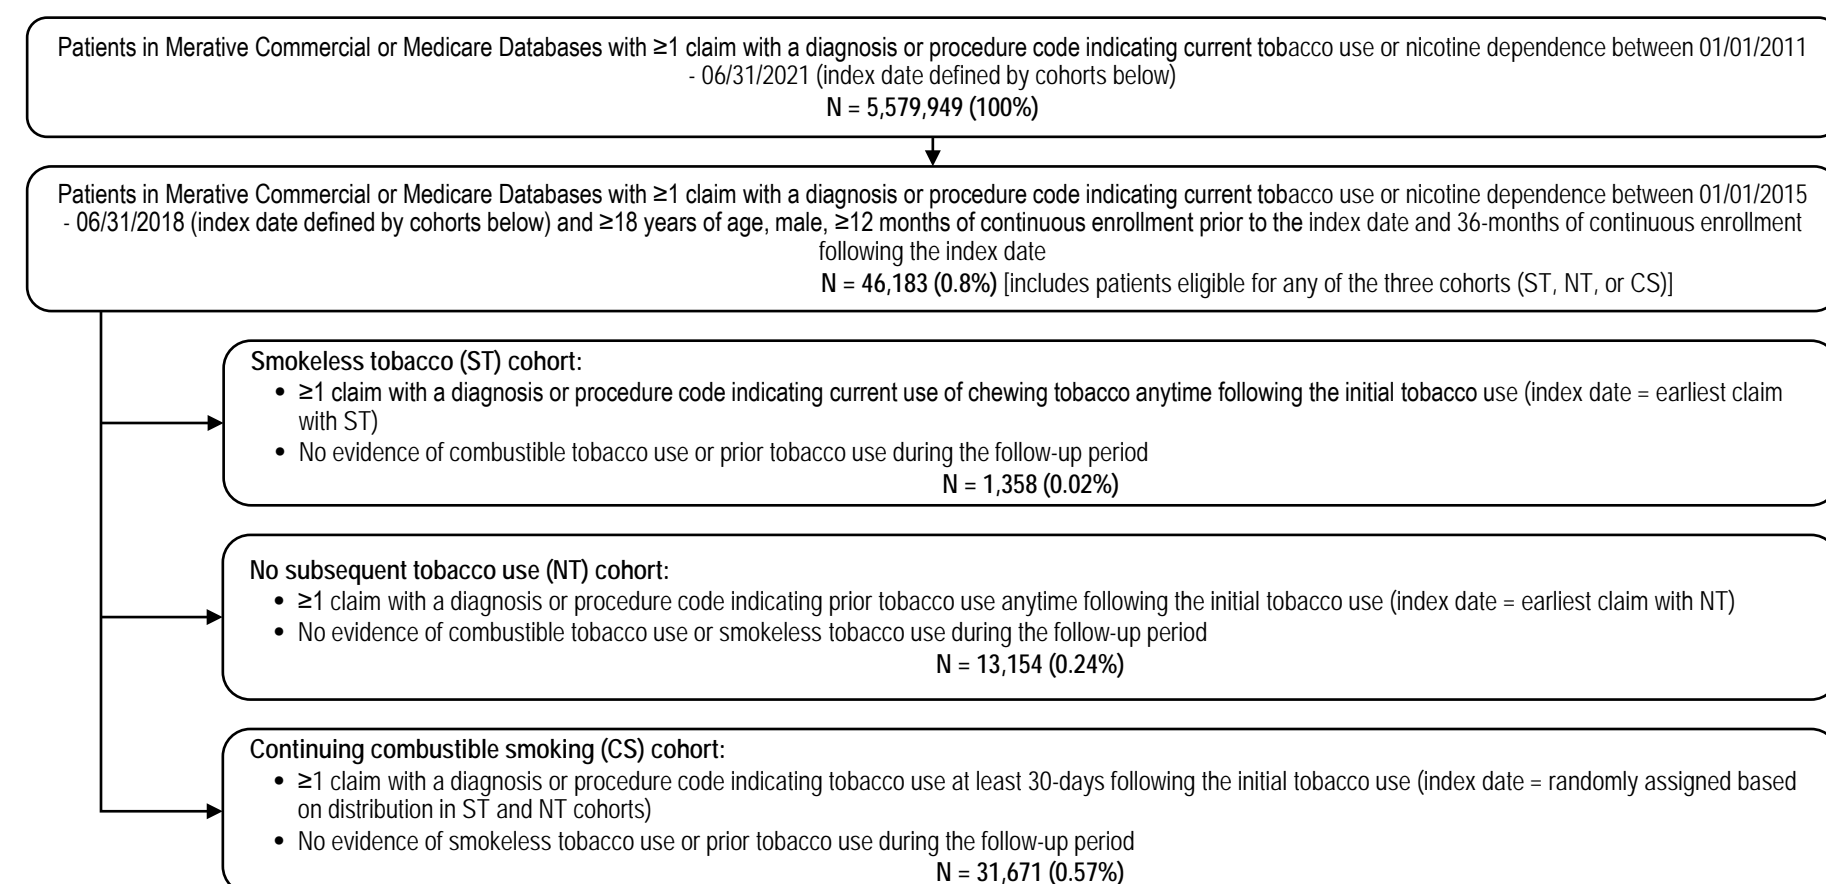 Patients in Merative Commercial or Medicare Databases with ≥1 claim with a diagnosis or procedure code indicating current tobacco use or nicotine dependence between 01/01/2011
- 06/31/2021 (index date defined by cohorts below)
N = 5,579,949 (100%)
Patients in Merative Commercial or Medicare Databases with ≥1 claim with a diagnosis or procedure code indicating current tobacco use or nicotine dependence between 01/01/2015
- 06/31/2018 (index date defined by cohorts below) and ≥18 years of age, male, ≥12 months of continuous enrollment prior to the index date and 36-months of continuous enrollment
following the index date
N = 46,183 (0.8%) [includes patients eligible for any of the three cohorts (ST, NT, or CS)]
Smokeless tobacco (ST) cohort:
• ≥1 claim with a diagnosis or procedure code indicating current use of chewing tobacco anytime following the initial tobacco use (index date = earliest claim
with ST)
• No evidence of combustible tobacco use or prior tobacco use during the follow-up period
N = 1,358 (0.02%)
No subsequent tobacco use (NT) cohort:
• ≥1 claim with a diagnosis or procedure code indicating prior tobacco use anytime following the initial tobacco use (index date = earliest claim with NT)
• No evidence of combustible tobacco use or smokeless tobacco use during the follow-up period
N = 13,154 (0.24%)
Continuing combustible smoking (CS) cohort:
• ≥1 claim with a diagnosis or procedure code indicating tobacco use at least 30-days following the initial tobacco use (index date = randomly assigned based
on distribution in ST and NT cohorts)
• No evidence of smokeless tobacco use or prior tobacco use during the follow-up period
N = 31,671 (0.57%)